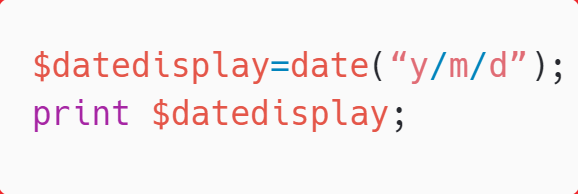 $datedisplay=date(“y/m/d”);
print $datedisplay;